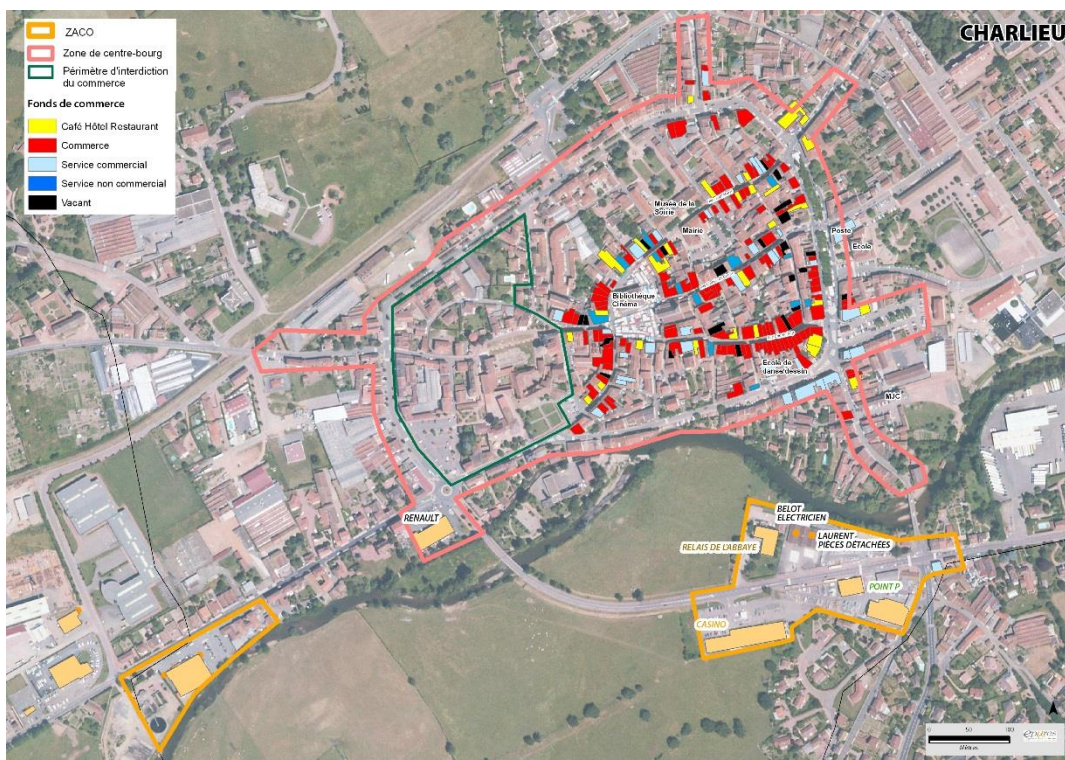 CHARLIEU
ZACO
Zone de centre-bourg
Périmètre d'interdiction
du commerce
Fonds de commerce
Café Hôtel Restaurant
Commerce
Service commercial
Service non commercial
Vacant
Musée de la
Soirie
Mairie
Poste
Ecole
Bibliothèque
Cinéma
Ecole de
danse/dessin
MJC
RENAULT
BELOT
ELECTRICIEN
RELAIS DE L'ABBAYE
LAURENT
PIÈCES DÉTACHÉES
POINT P
CASINO
0 50 100
Mètres
epures